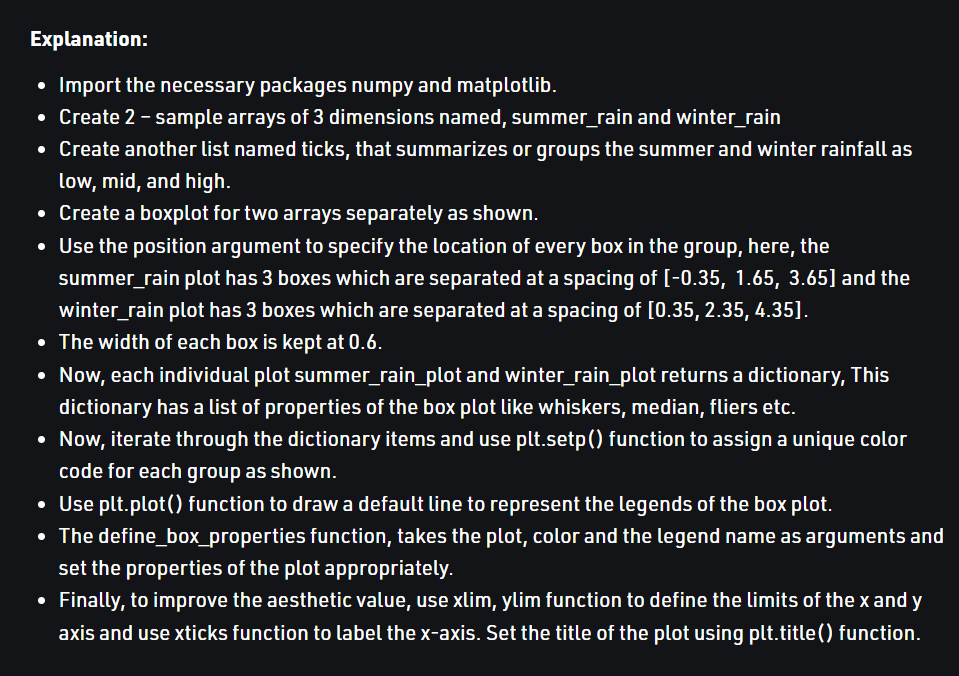 Explanation:
• Import the necessary packages numpy and matplotlib.
• Create 2 – sample arrays of 3 dimensions named, summer_rain and winter_rain
• Create another list named ticks, that summarizes or groups the summer and winter rainfall as
low, mid, and high.
• Create a boxplot for two arrays separately as shown.
• Use the position argument to specify the location of every box in the group, here, the
summer_rain plot has 3 boxes which are separated at a spacing of [-0.35,  1.65,  3.65] and the
winter_rain plot has 3 boxes which are separated at a spacing of [0.35, 2.35, 4.35].
• The width of each box is kept at 0.6.
• Now, each individual plot summer_rain_plot and winter_rain_plot returns a dictionary, This
dictionary has a list of properties of the box plot like whiskers, median, fliers etc.
• Now, iterate through the dictionary items and use plt.setp() function to assign a unique color
code for each group as shown.
• Use plt.plot() function to draw a default line to represent the legends of the box plot.
• The define_box_properties function, takes the plot, color and the legend name as arguments and
set the properties of the plot appropriately.
• Finally, to improve the aesthetic value, use xlim, ylim function to define the limits of the x and y
axis and use xticks function to label the x-axis. Set the title of the plot using plt.title() function.